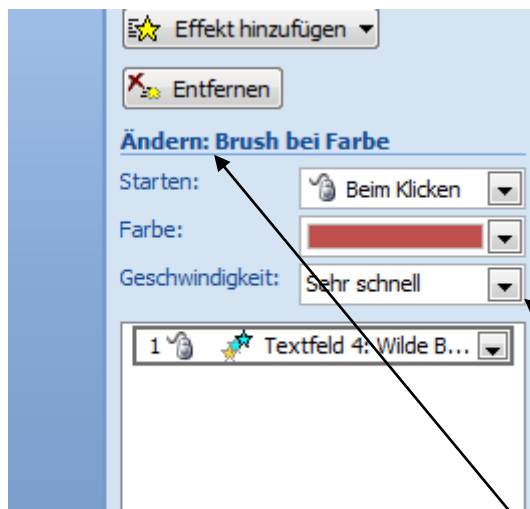 Effekt hinzufügen
Entfernen
Ändern: Brush bei Farbe
Starten: Beim Klicken
Farbe:
Geschwindigkeit: Sehr schnell
1 Textfeld 4: Wilde B...